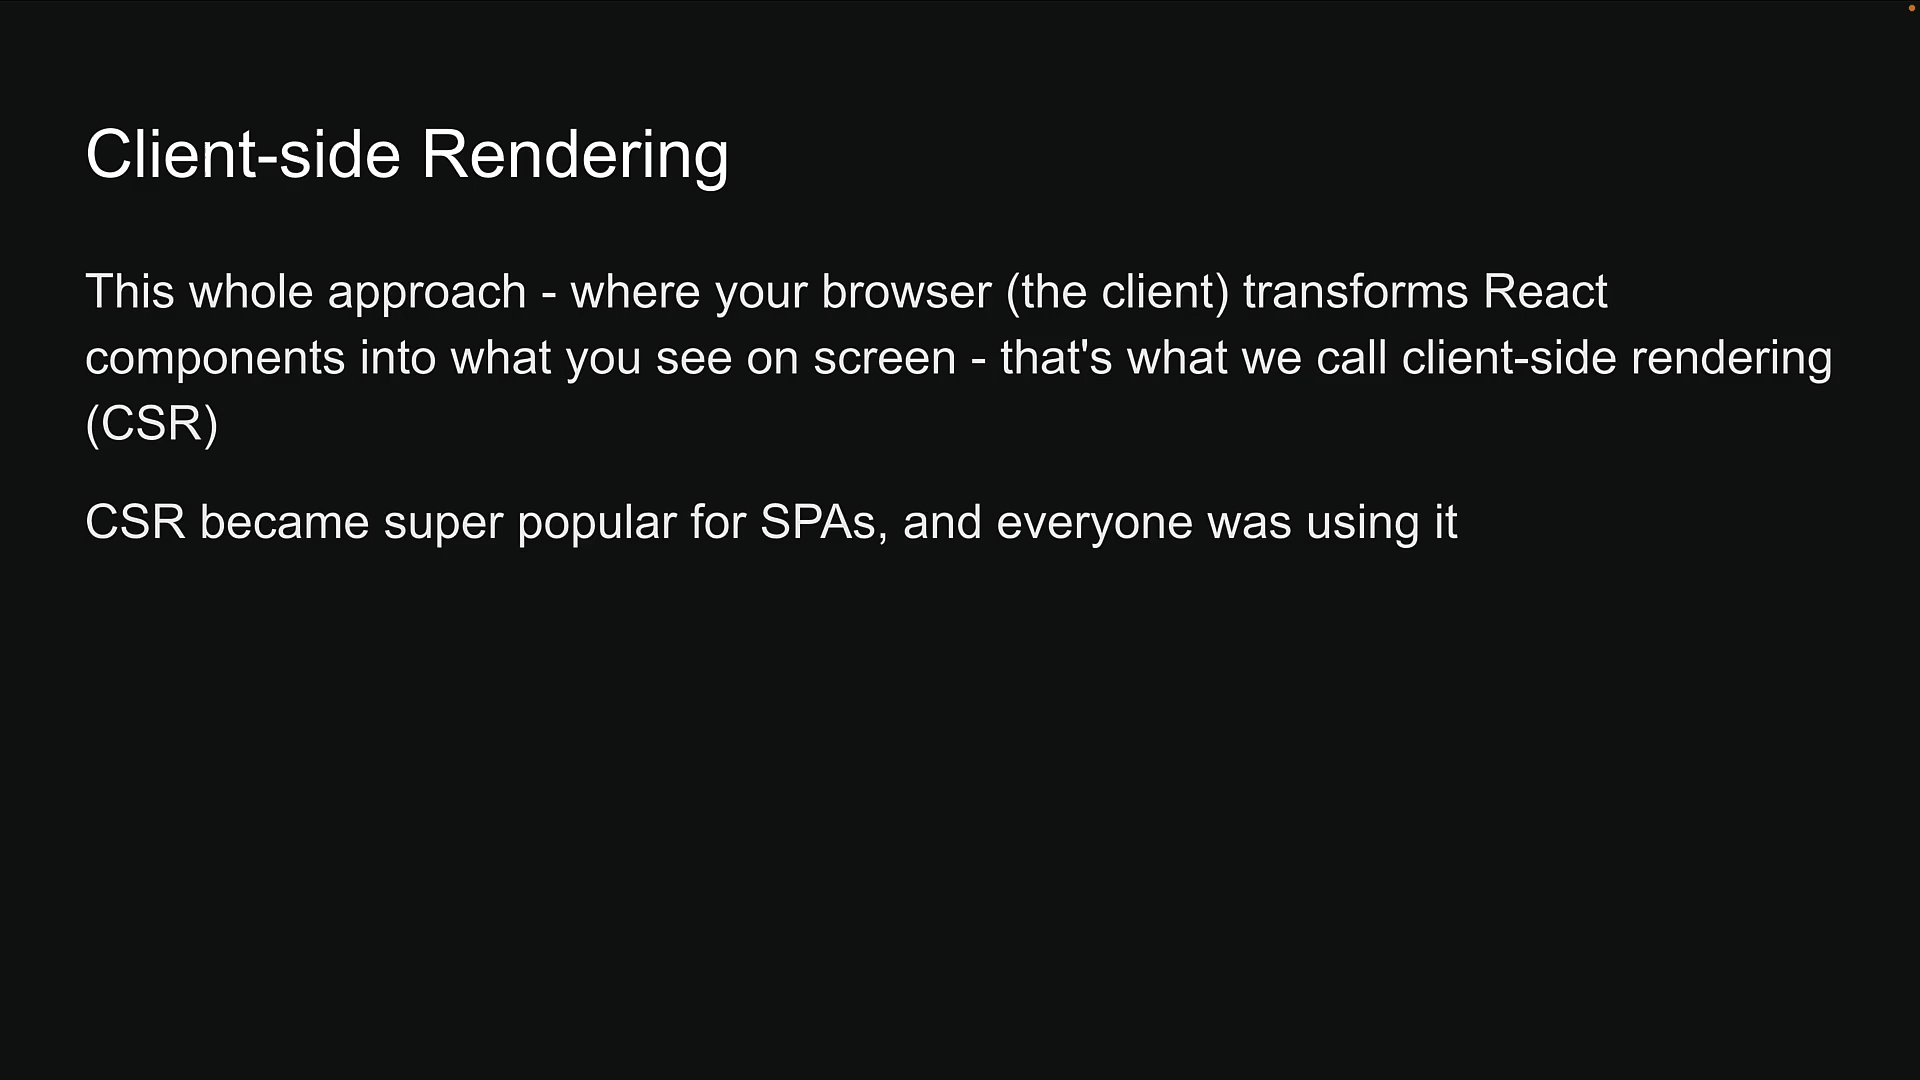 Client-side Rendering
This whole approach - where your browser (the client) transforms React
components into what you see on screen - that's what we call client-side rendering
(CSR)
CSR became super popular for SPAs, and everyone was using it